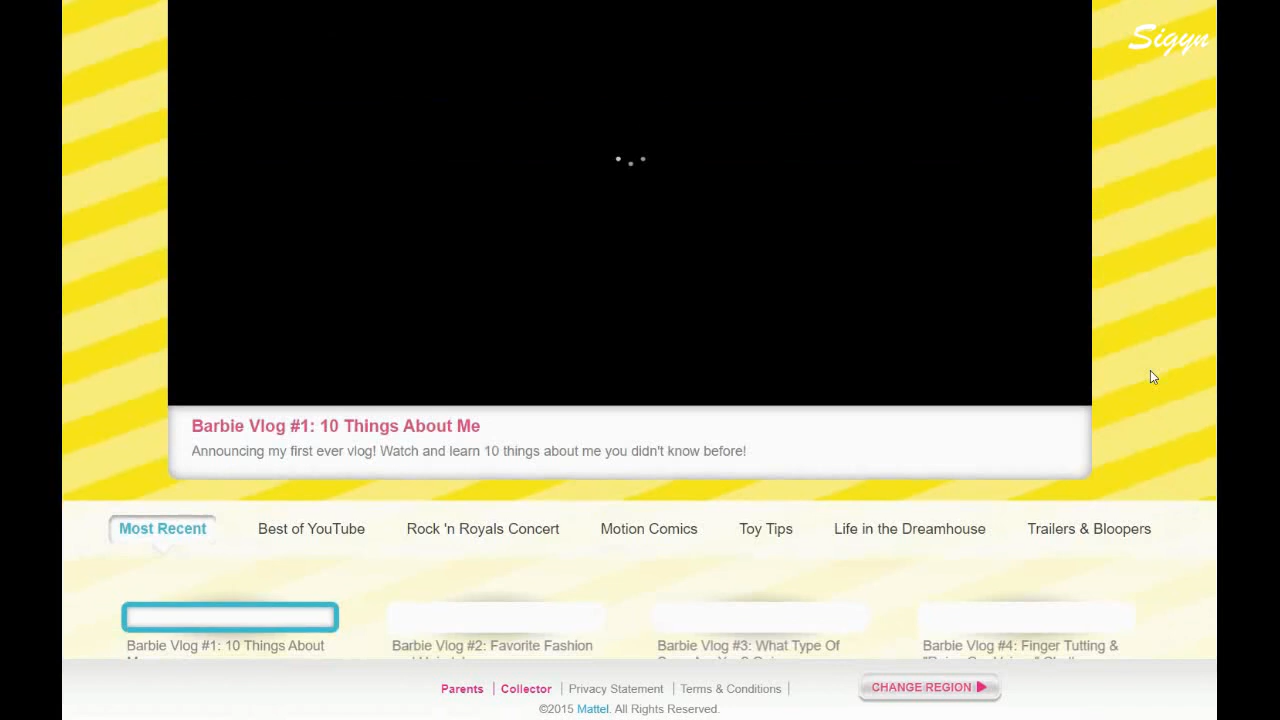 Sigyn
Barbie Vlog #1: 10 Things About Me
Announcing my first ever vlog! Watch and learn 10 things about me you didn't know before!
Most Recent Best of YouTube Rock 'n Royals Concert Motion Comics Toy Tips Life in the Dreamhouse Trailers & Bloopers
Barbie Vlog #1: 10 Things About Barbie Vlog #2: Favorite Fashion Barbie Vlog #3: What Type Of Barbie Vlog #4: Finger Tutting &
Parents Collector Privacy Statement Terms & Conditions CHANGE REGION
©2015 Mattel. All Rights Reserved.